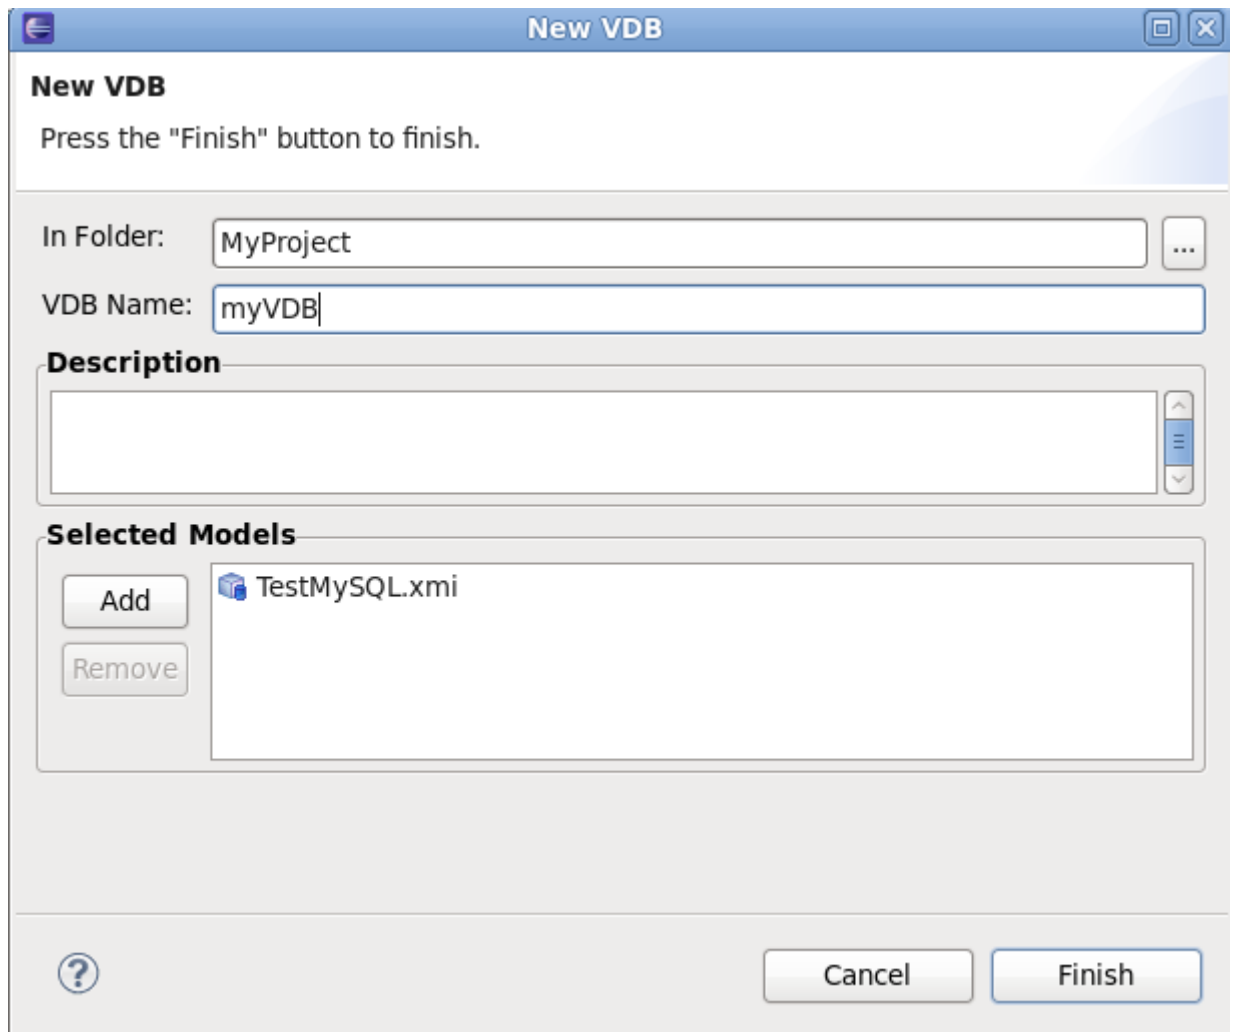 New VDB
New VDB
Press the "Finish" button to finish.
In Folder: MyProject ...
VDB Name: myVDB
Description
Selected Models
Add TestMySQL.xmi
Remove
? Cancel Finish